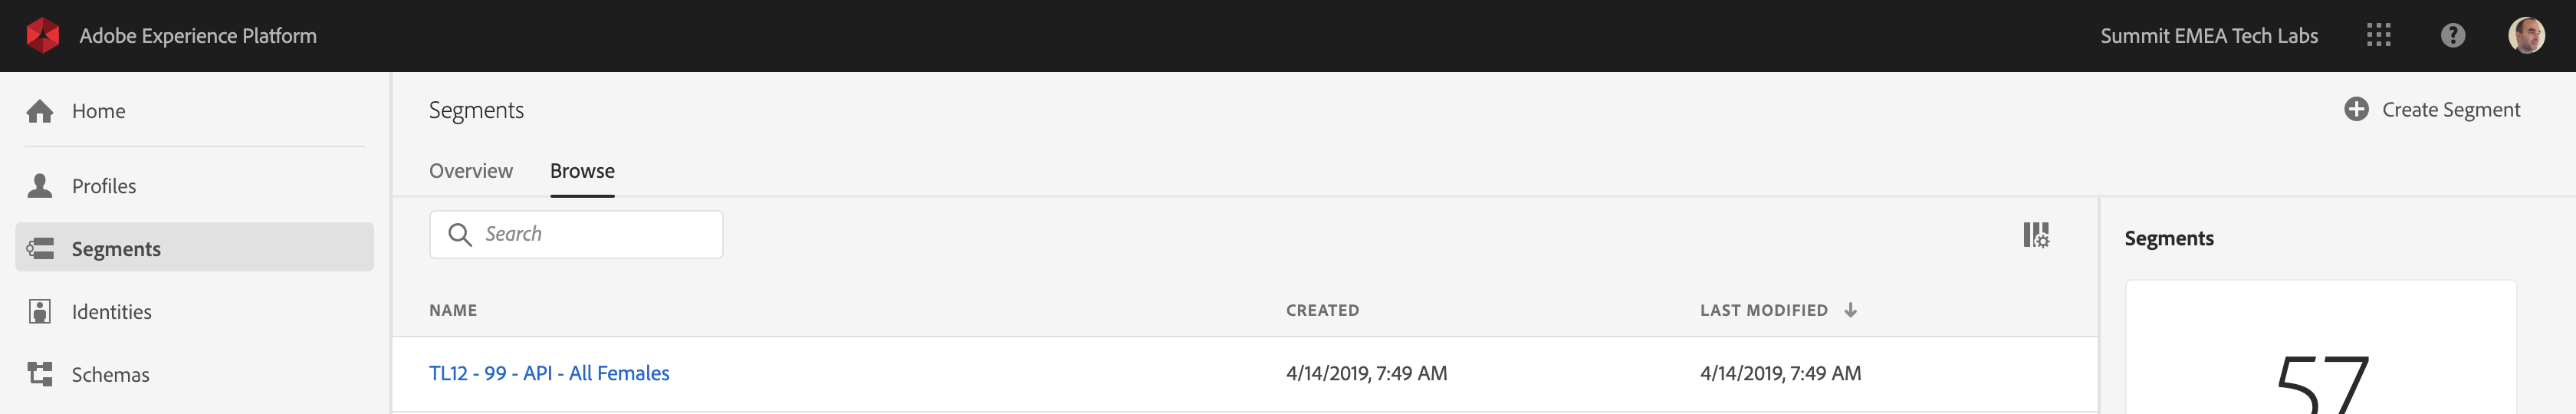 Adobe Experience Platform
Summit EMEA Tech Labs
Home
Profiles
Segments
Identities
Schemas
Segments
Create Segment
Overview Browse
Search
NAME CREATED LAST MODIFIED
TL12 - 99 - API - All Females 4/14/2019, 7:49 AM 4/14/2019, 7:49 AM
Segments
57